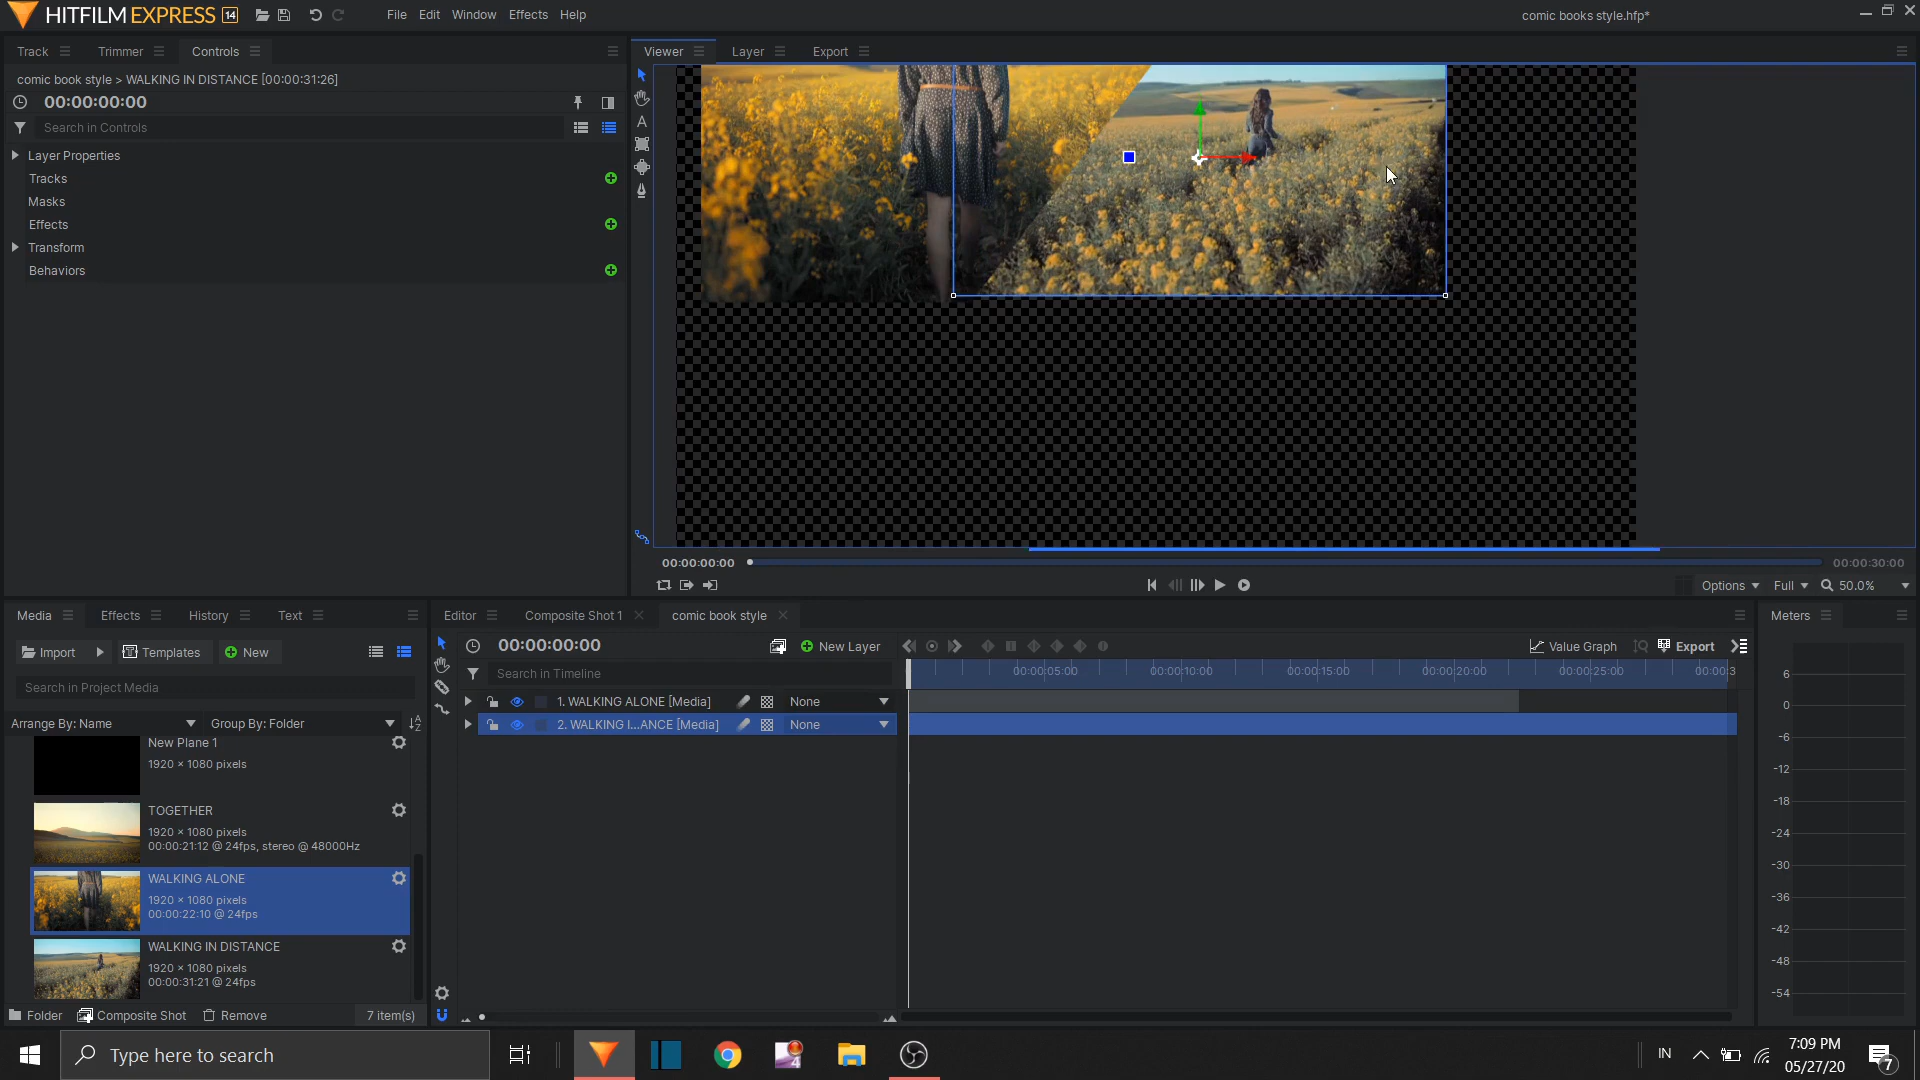 HITFILM EXPRESS 14
File Edit Window Effects Help
comic books style.hfp*
Track Trimmer Controls
Viewer Layer Export
comic book style > WALKING IN DISTANCE [00:00:31:26]
00:00:00:00
Search in Controls
Layer Properties
Tracks
Masks
Effects
Transform
Behaviors
A
00:00:00:00
00:00:30:00
Options Full 50.0%
Media Effects History Text
Import Templates New
Search in Project Media
Arrange By: Name Group By: Folder
New Plane 1
1920 × 1080 pixels
TOGETHER
1920 × 1080 pixels
00:00:21:12 @ 24fps, stereo @ 48000Hz
WALKING ALONE
1920 × 1080 pixels
00:00:22:10 @ 24fps
WALKING IN DISTANCE
1920 × 1080 pixels
00:00:31:21 @ 24fps
Folder Composite Shot Remove 7 item(s)
Editor Composite Shot 1 comic book style
00:00:00:00 New Layer Value Graph Export
Search in Timeline
00:00:05:00 00:00:10:00 00:00:15:00 00:00:20:00 00:00:25:00 00:00:3
1. WALKING ALONE [Media] None
2. WALKING I...ANCE [Media] None
Meters
6
0
-6
-12
-18
-24
-30
-36
-42
-48
-54
Type here to search
4
IN
7:09 PM
05/27/20
7